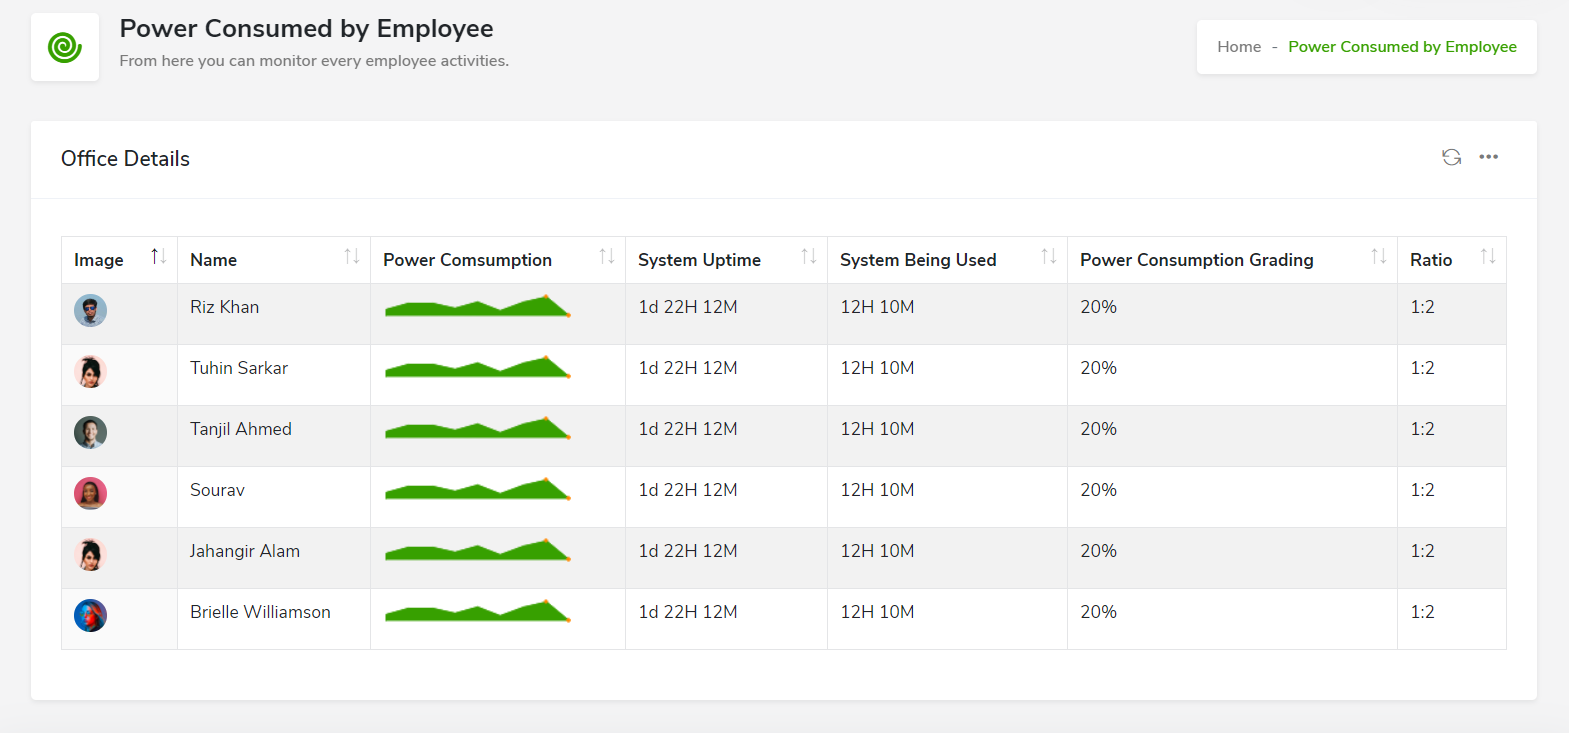 Power Consumed by Employee
From here you can monitor every employee activities.
Home - Power Consumed by Employee
Office Details
Image Name Power Comsumption System Uptime System Being Used Power Consumption Grading Ratio
Riz Khan 1d 22H 12M 12H 10M 20% 1:2
Tuhin Sarkar 1d 22H 12M 12H 10M 20% 1:2
Tanjil Ahmed 1d 22H 12M 12H 10M 20% 1:2
Sourav 1d 22H 12M 12H 10M 20% 1:2
Jahangir Alam 1d 22H 12M 12H 10M 20% 1:2
Brielle Williamson 1d 22H 12M 12H 10M 20% 1:2